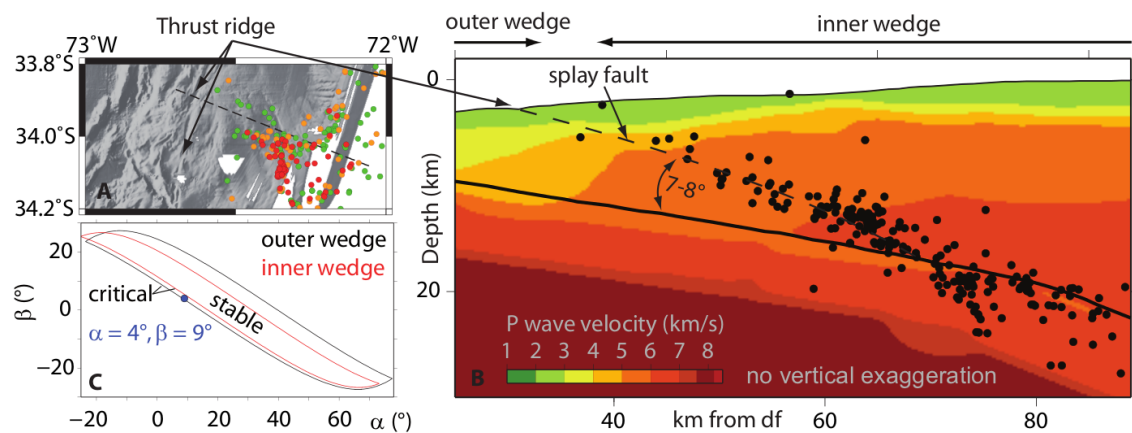 Thrust ridge
73˚W
72˚W
33.8°S
34.0°S
34.2°S
A
outer wedge
inner wedge
splay fault
7-8°
0
20
Depth (km)
P wave velocity (km/s)
1 2 3 4 5 6 7 8
B
no vertical exaggeration
40
km from df
60
80
20
0
−20
β (°)
outer wedge
inner wedge
critical
stable
α = 4°, β = 9°
C
−20 0 20 40 60 α (°)